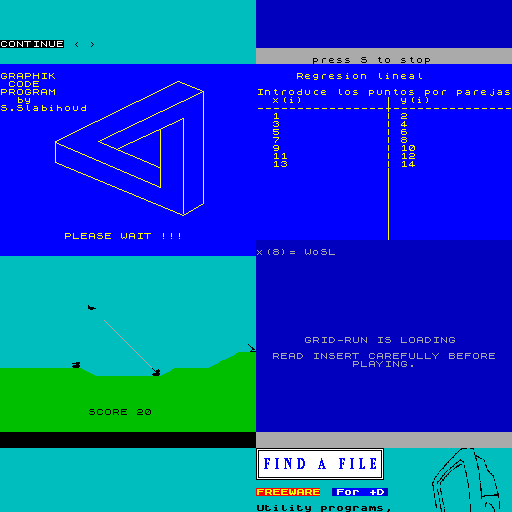 CONTINUE < >
press S to stop
GRAPHIK
CODE
PROGRAM
by
S.Slabihoud
PLEASE WAIT !!!
Regresion lineal
Introduce los puntos por parejas
x(i) y(i)
1 2
3 4
5 6
7 8
9 10
11 12
13 14
x(8)= WoSL
SCORE 20
GRID-RUN IS LOADING
READ INSERT CAREFULLY BEFORE
PLAYING.
FIND A FILE
FREEWARE For +D
Utility programs,